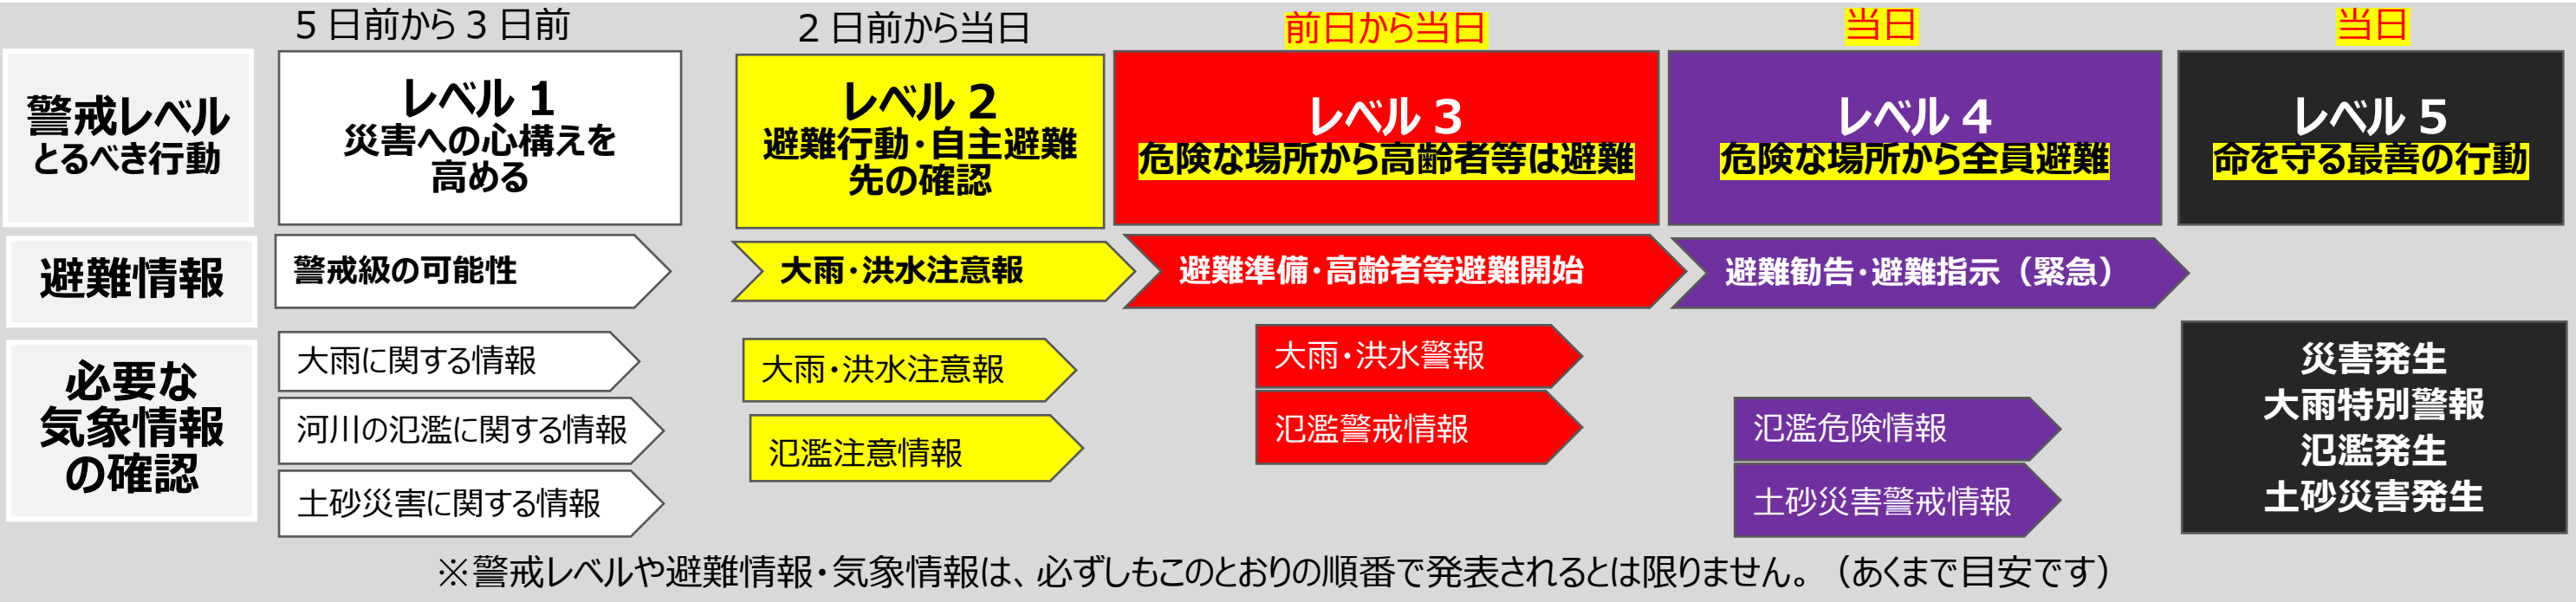 5日前から3日前
2日前から当日
前日から当日
当日
当日
警戒レベル
とるべき行動
レベル1
災害への心構えを
高める
レベル2
避難行動・自主避難
先の確認
レベル3
危険な場所から高齢者等は避難
レベル4
危険な場所から全員避難
レベル5
命を守る最善の行動
避難情報
警戒級の可能性
大雨・洪水注意報
避難準備・高齢者等避難開始
避難勧告・避難指示（緊急）
必要な
気象情報
の確認
大雨に関する情報
河川の氾濫に関する情報
土砂災害に関する情報
大雨・洪水注意報
氾濫注意情報
大雨・洪水警報
氾濫警戒情報
氾濫危険情報
土砂災害警戒情報
災害発生
大雨特別警報
氾濫発生
土砂災害発生
※警戒レベルや避難情報・気象情報は、必ずしもこのとおりの順番で発表されるとは限りません。（あくまで目安です）